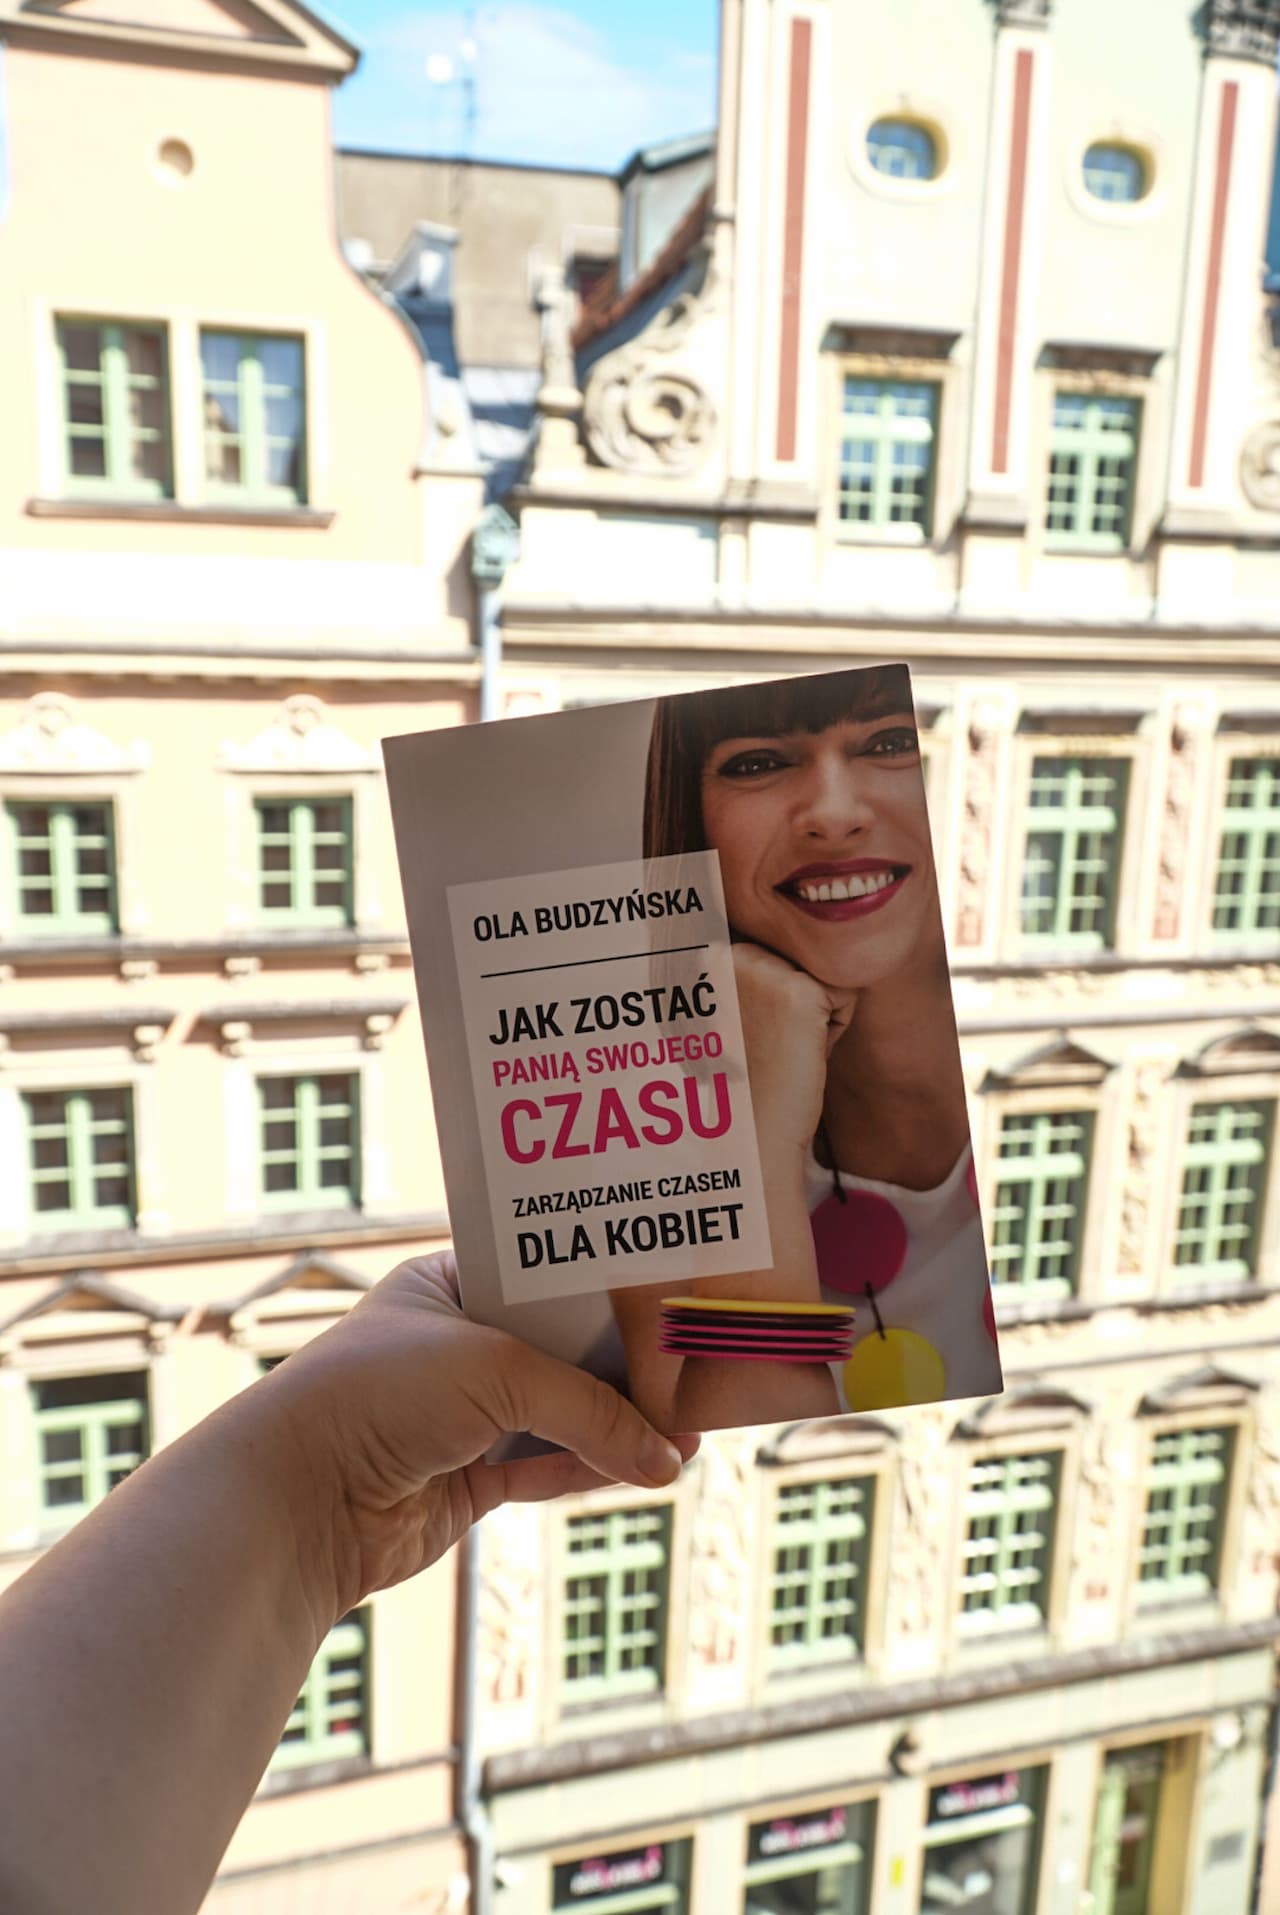 OLA BUDZYŃSKA
JAK ZOSTAĆ
PANIĄ SWOJEGO
CZASU
ZARZĄDZANIE CZASEM
DLA KOBIET